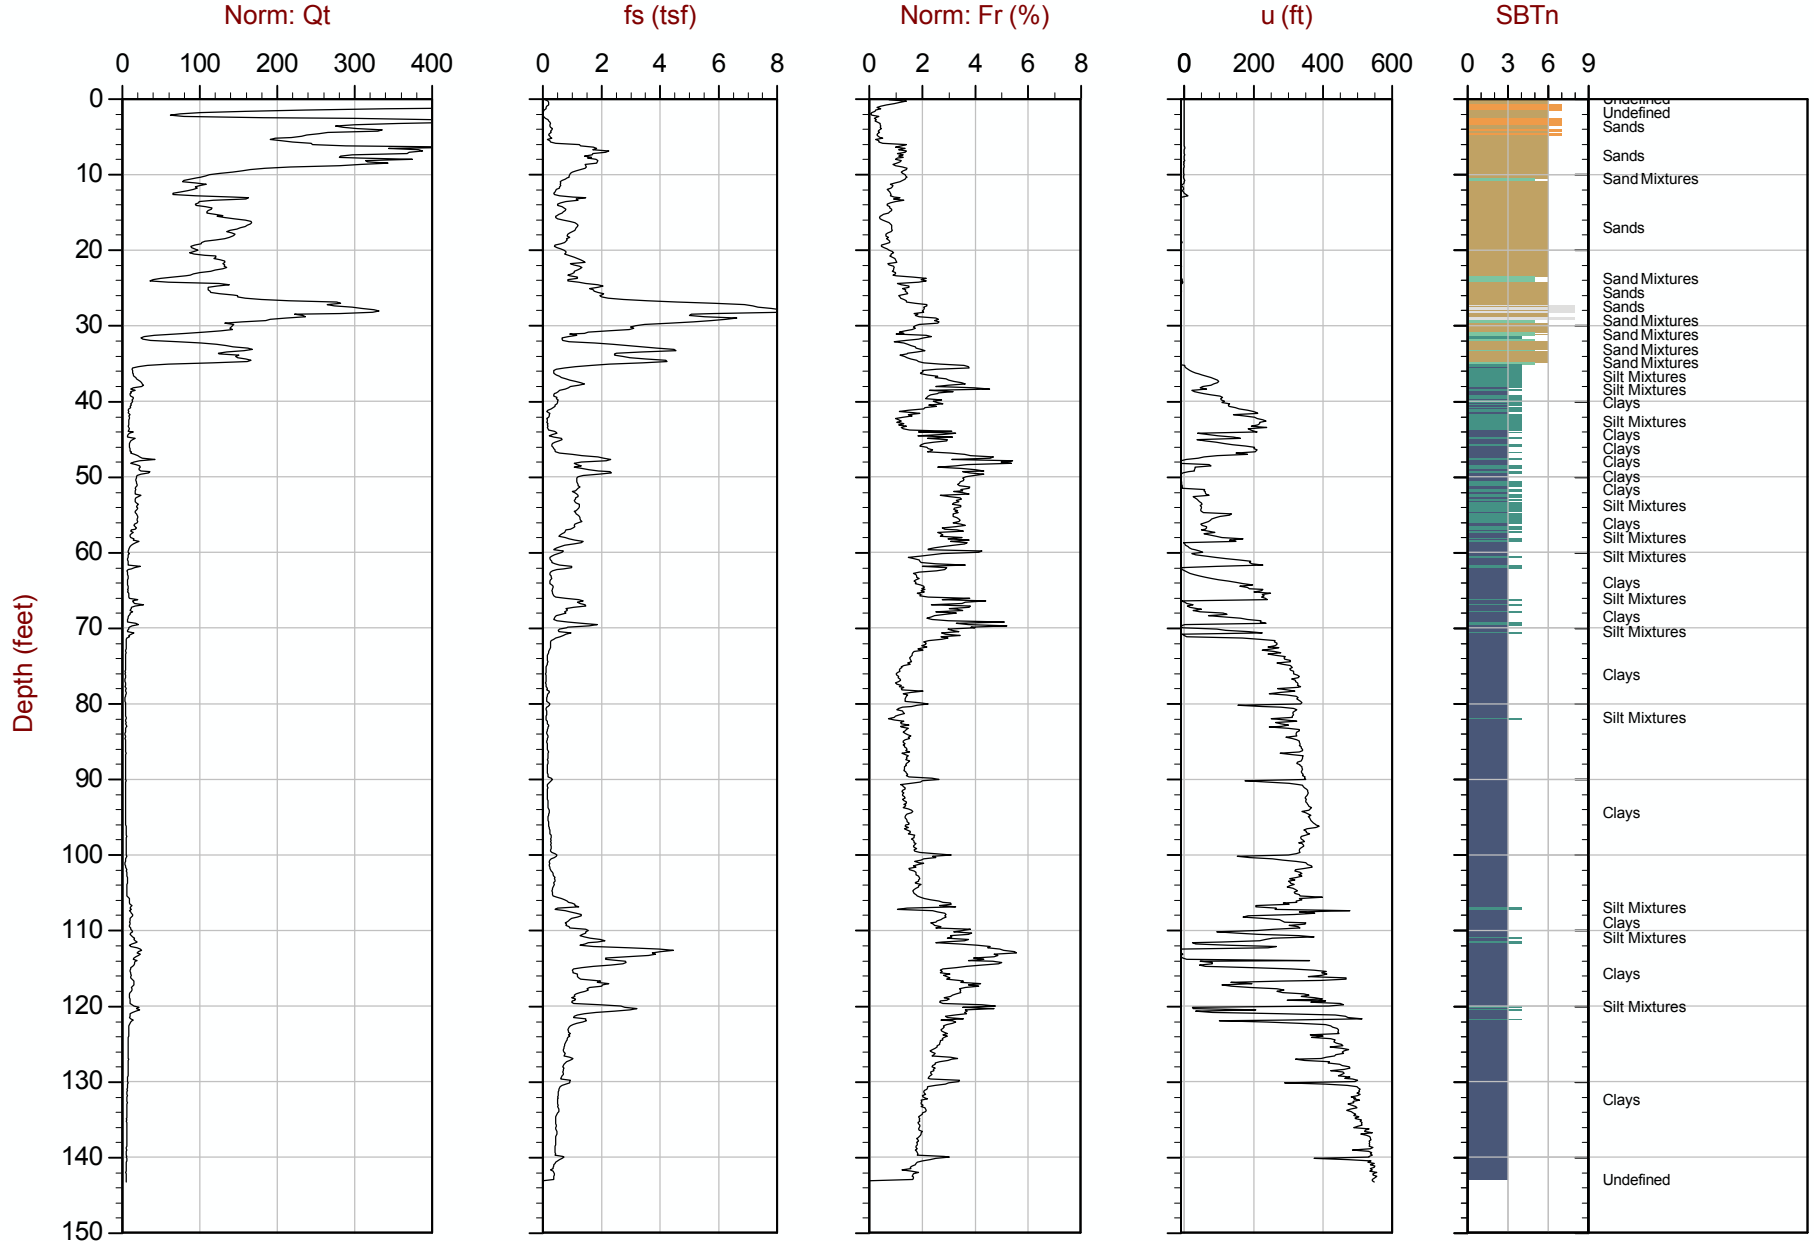 Norm: Qt
fs (tsf)
Norm: Fr (%)
u (ft)
SBTn
0 100 200 300 400
0 2 4 6 8
0 2 4 6 8
0 200 400 600
0 3 6 9
Depth (feet)
0
10
20
30
40
50
60
70
80
90
100
110
120
130
140
150
Undefined
Undefined
Sands
Sands
Sand Mixtures
Sands
Sand Mixtures
Sands
Sands
Sand Mixtures
Sand Mixtures
Sand Mixtures
Sand Mixtures
Silt Mixtures
Silt Mixtures
Clays
Silt Mixtures
Clays
Clays
Clays
Clays
Clays
Silt Mixtures
Clays
Silt Mixtures
Silt Mixtures
Clays
Silt Mixtures
Clays
Silt Mixtures
Clays
Silt Mixtures
Clays
Silt Mixtures
Clays
Silt Mixtures
Clays
Silt Mixtures
Clays
Undefined